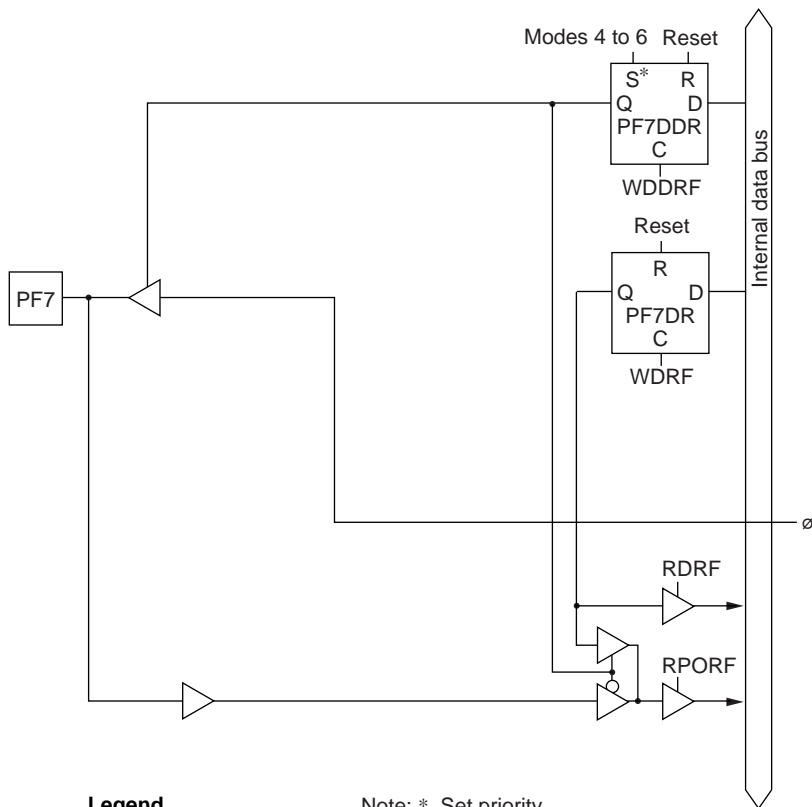 Modes 4 to 6 Reset
S* R
Q D
PF7DDR
C
WDDRF
Internal data bus
Reset
R
Q D
PF7DR
C
WDRF
PF7
ø
RDRF
RPORF
Legend Note: * Set priority